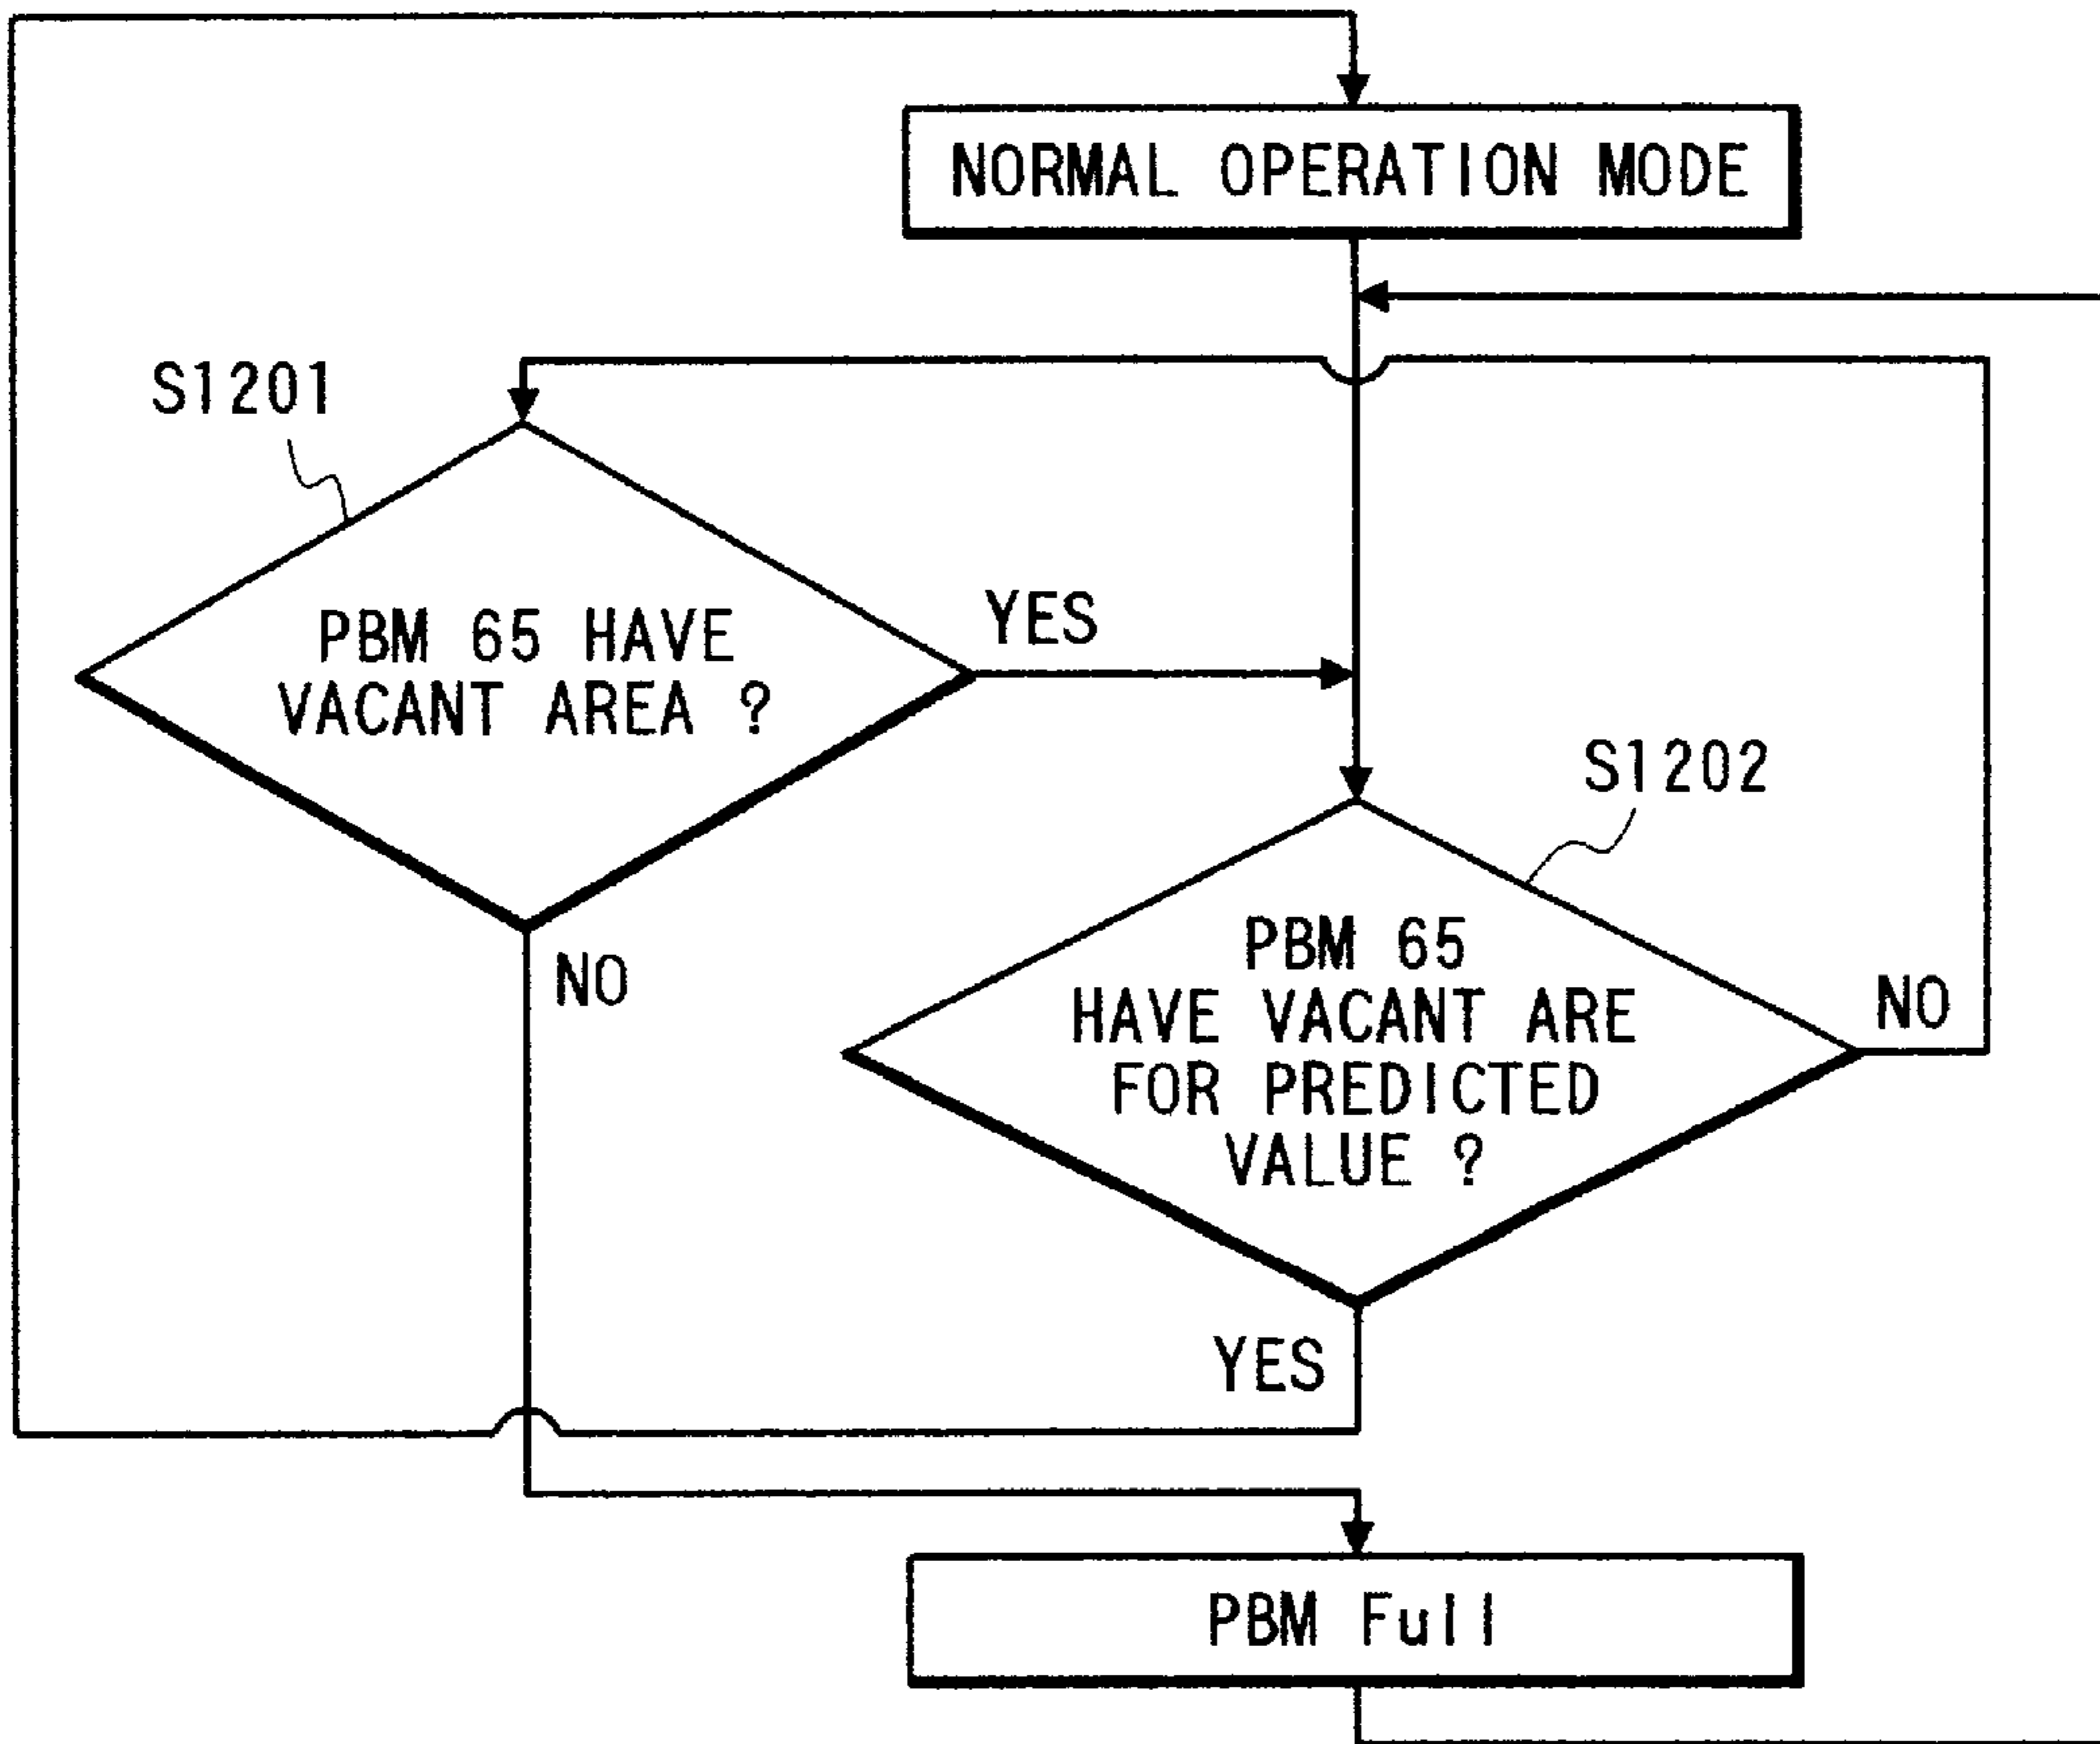 NORMAL OPERATION MODE
S1201
PBM 65 HAVE
VACANT AREA ?
YES
NO
S1202
PBM 65
HAVE VACANT ARE
FOR PREDICTED
VALUE ?
NO
YES
PBM Full